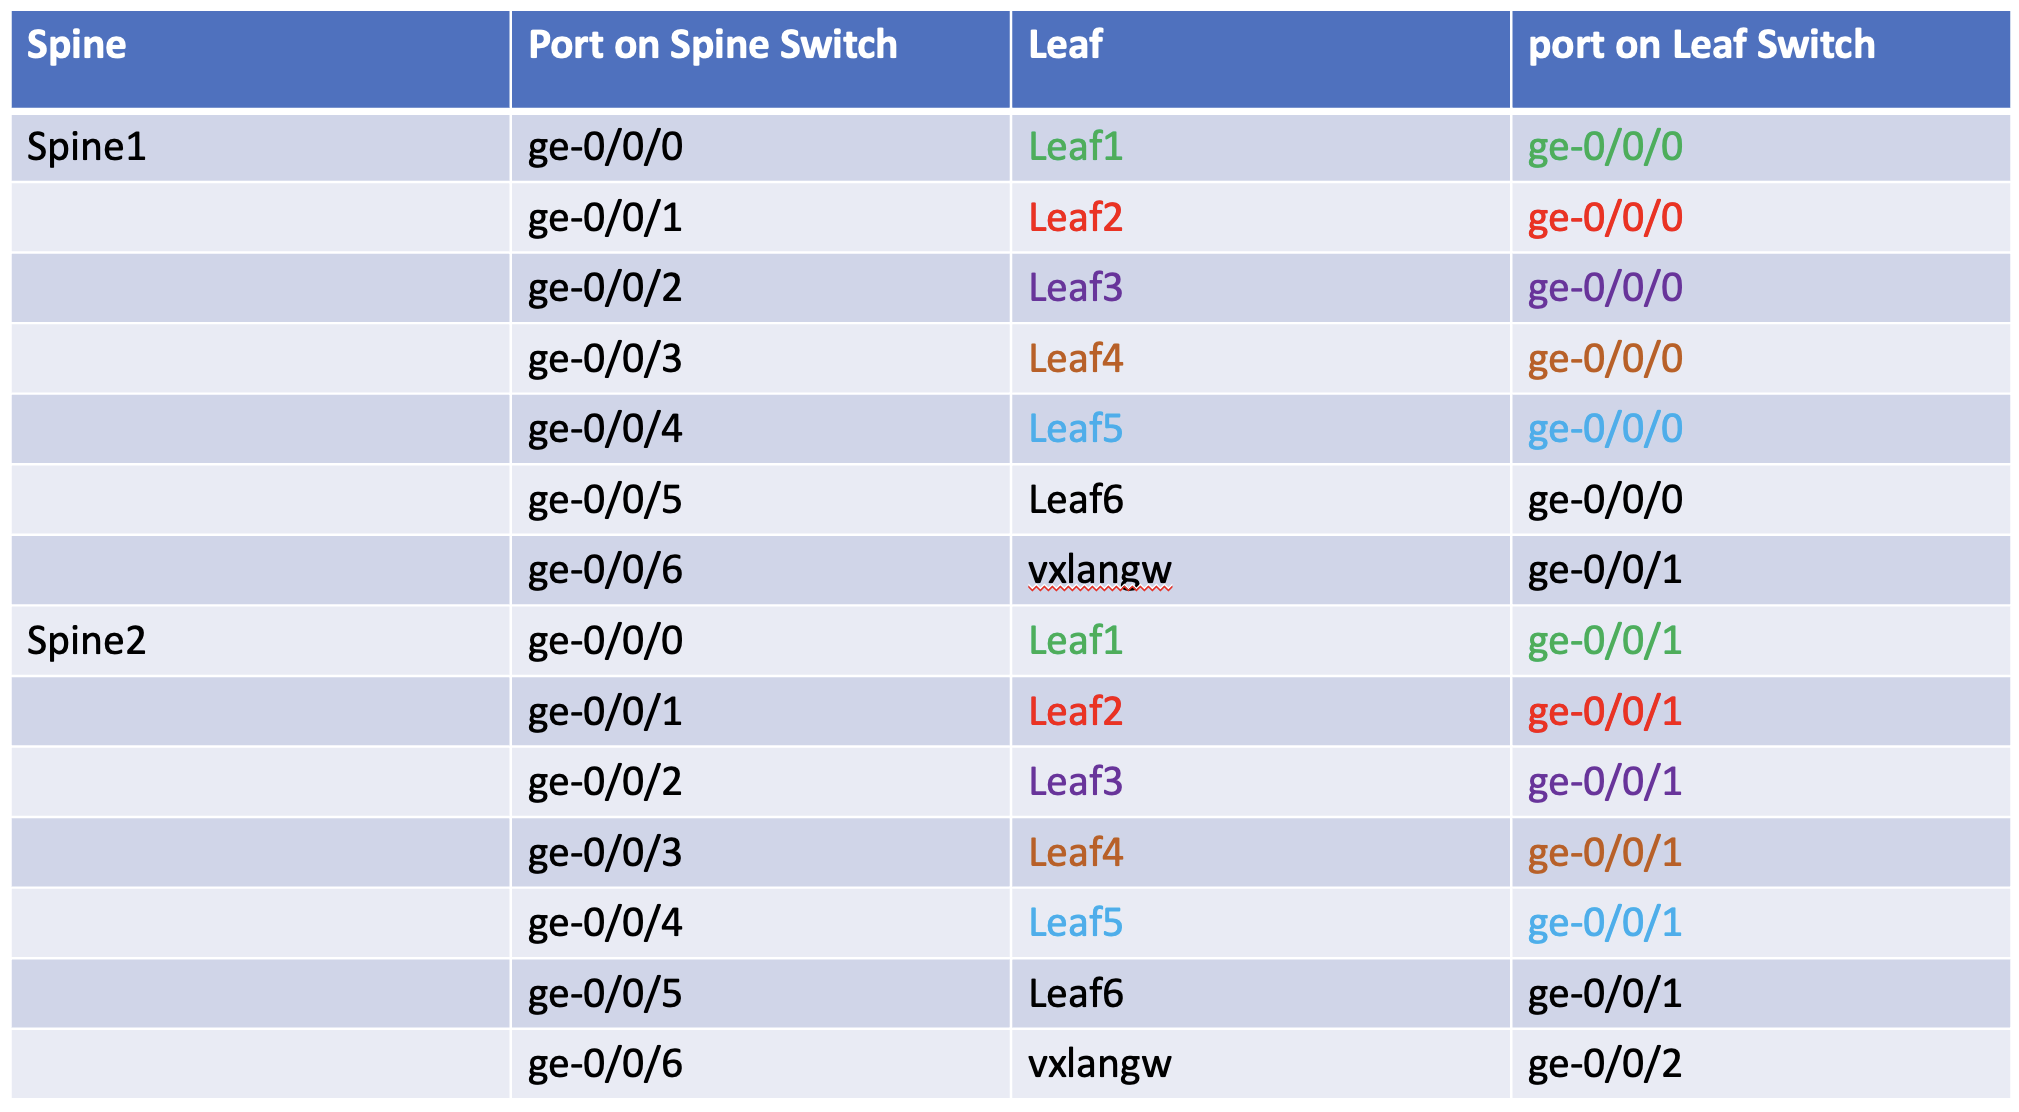 Spine Port on Spine Switch Leaf port on Leaf Switch
Spine1 ge-0/0/0 Leaf1 ge-0/0/0
ge-0/0/1 Leaf2 ge-0/0/0
ge-0/0/2 Leaf3 ge-0/0/0
ge-0/0/3 Leaf4 ge-0/0/0
ge-0/0/4 Leaf5 ge-0/0/0
ge-0/0/5 Leaf6 ge-0/0/0
ge-0/0/6 vxlangw ge-0/0/1
Spine2 ge-0/0/0 Leaf1 ge-0/0/1
ge-0/0/1 Leaf2 ge-0/0/1
ge-0/0/2 Leaf3 ge-0/0/1
ge-0/0/3 Leaf4 ge-0/0/1
ge-0/0/4 Leaf5 ge-0/0/1
ge-0/0/5 Leaf6 ge-0/0/1
ge-0/0/6 vxlangw ge-0/0/2